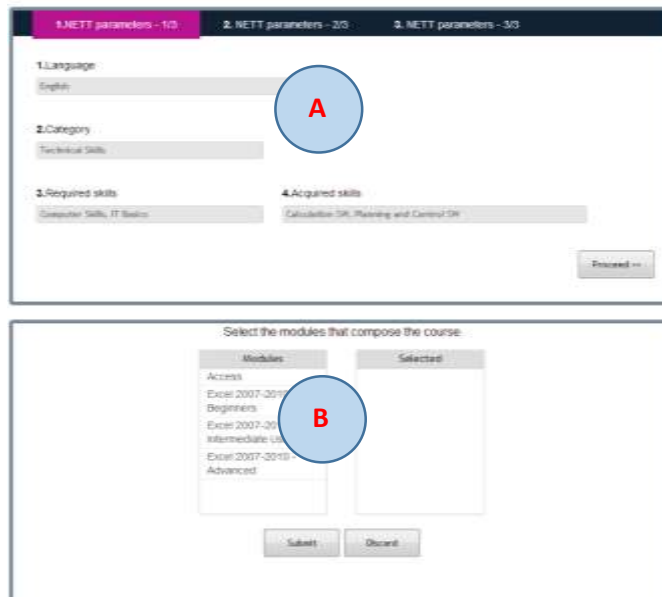 1.NETT parameters - 1/3 2. NETT parameters - 2/3 3. NETT parameters - 3/3
1.Language
English
A
2.Category
Technical Skills
3.Required skills 4.Acquired skills
Computer Skills, IT Basics Calculation SW, Planning and Control SW
Proceed
Select the modules that compose the course
Modules Selected
Access
Excel 2007-2010
Beginners
B
Excel 2007-20
Intermediate
Excel 2007-2010 -
Advanced
Submit Discard